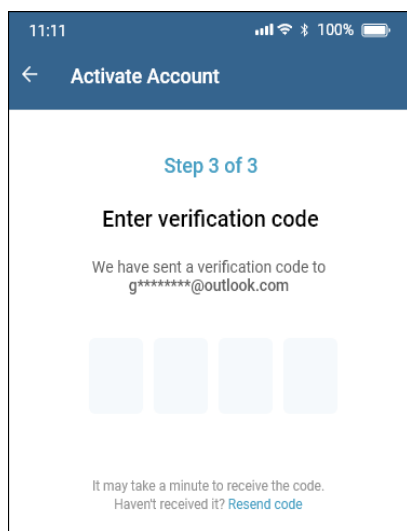 11:11 100%
Activate Account
Step 3 of 3
Enter verification code
We have sent a verification code to
g********@outlook.com
It may take a minute to receive the code.
Haven't received it? Resend code